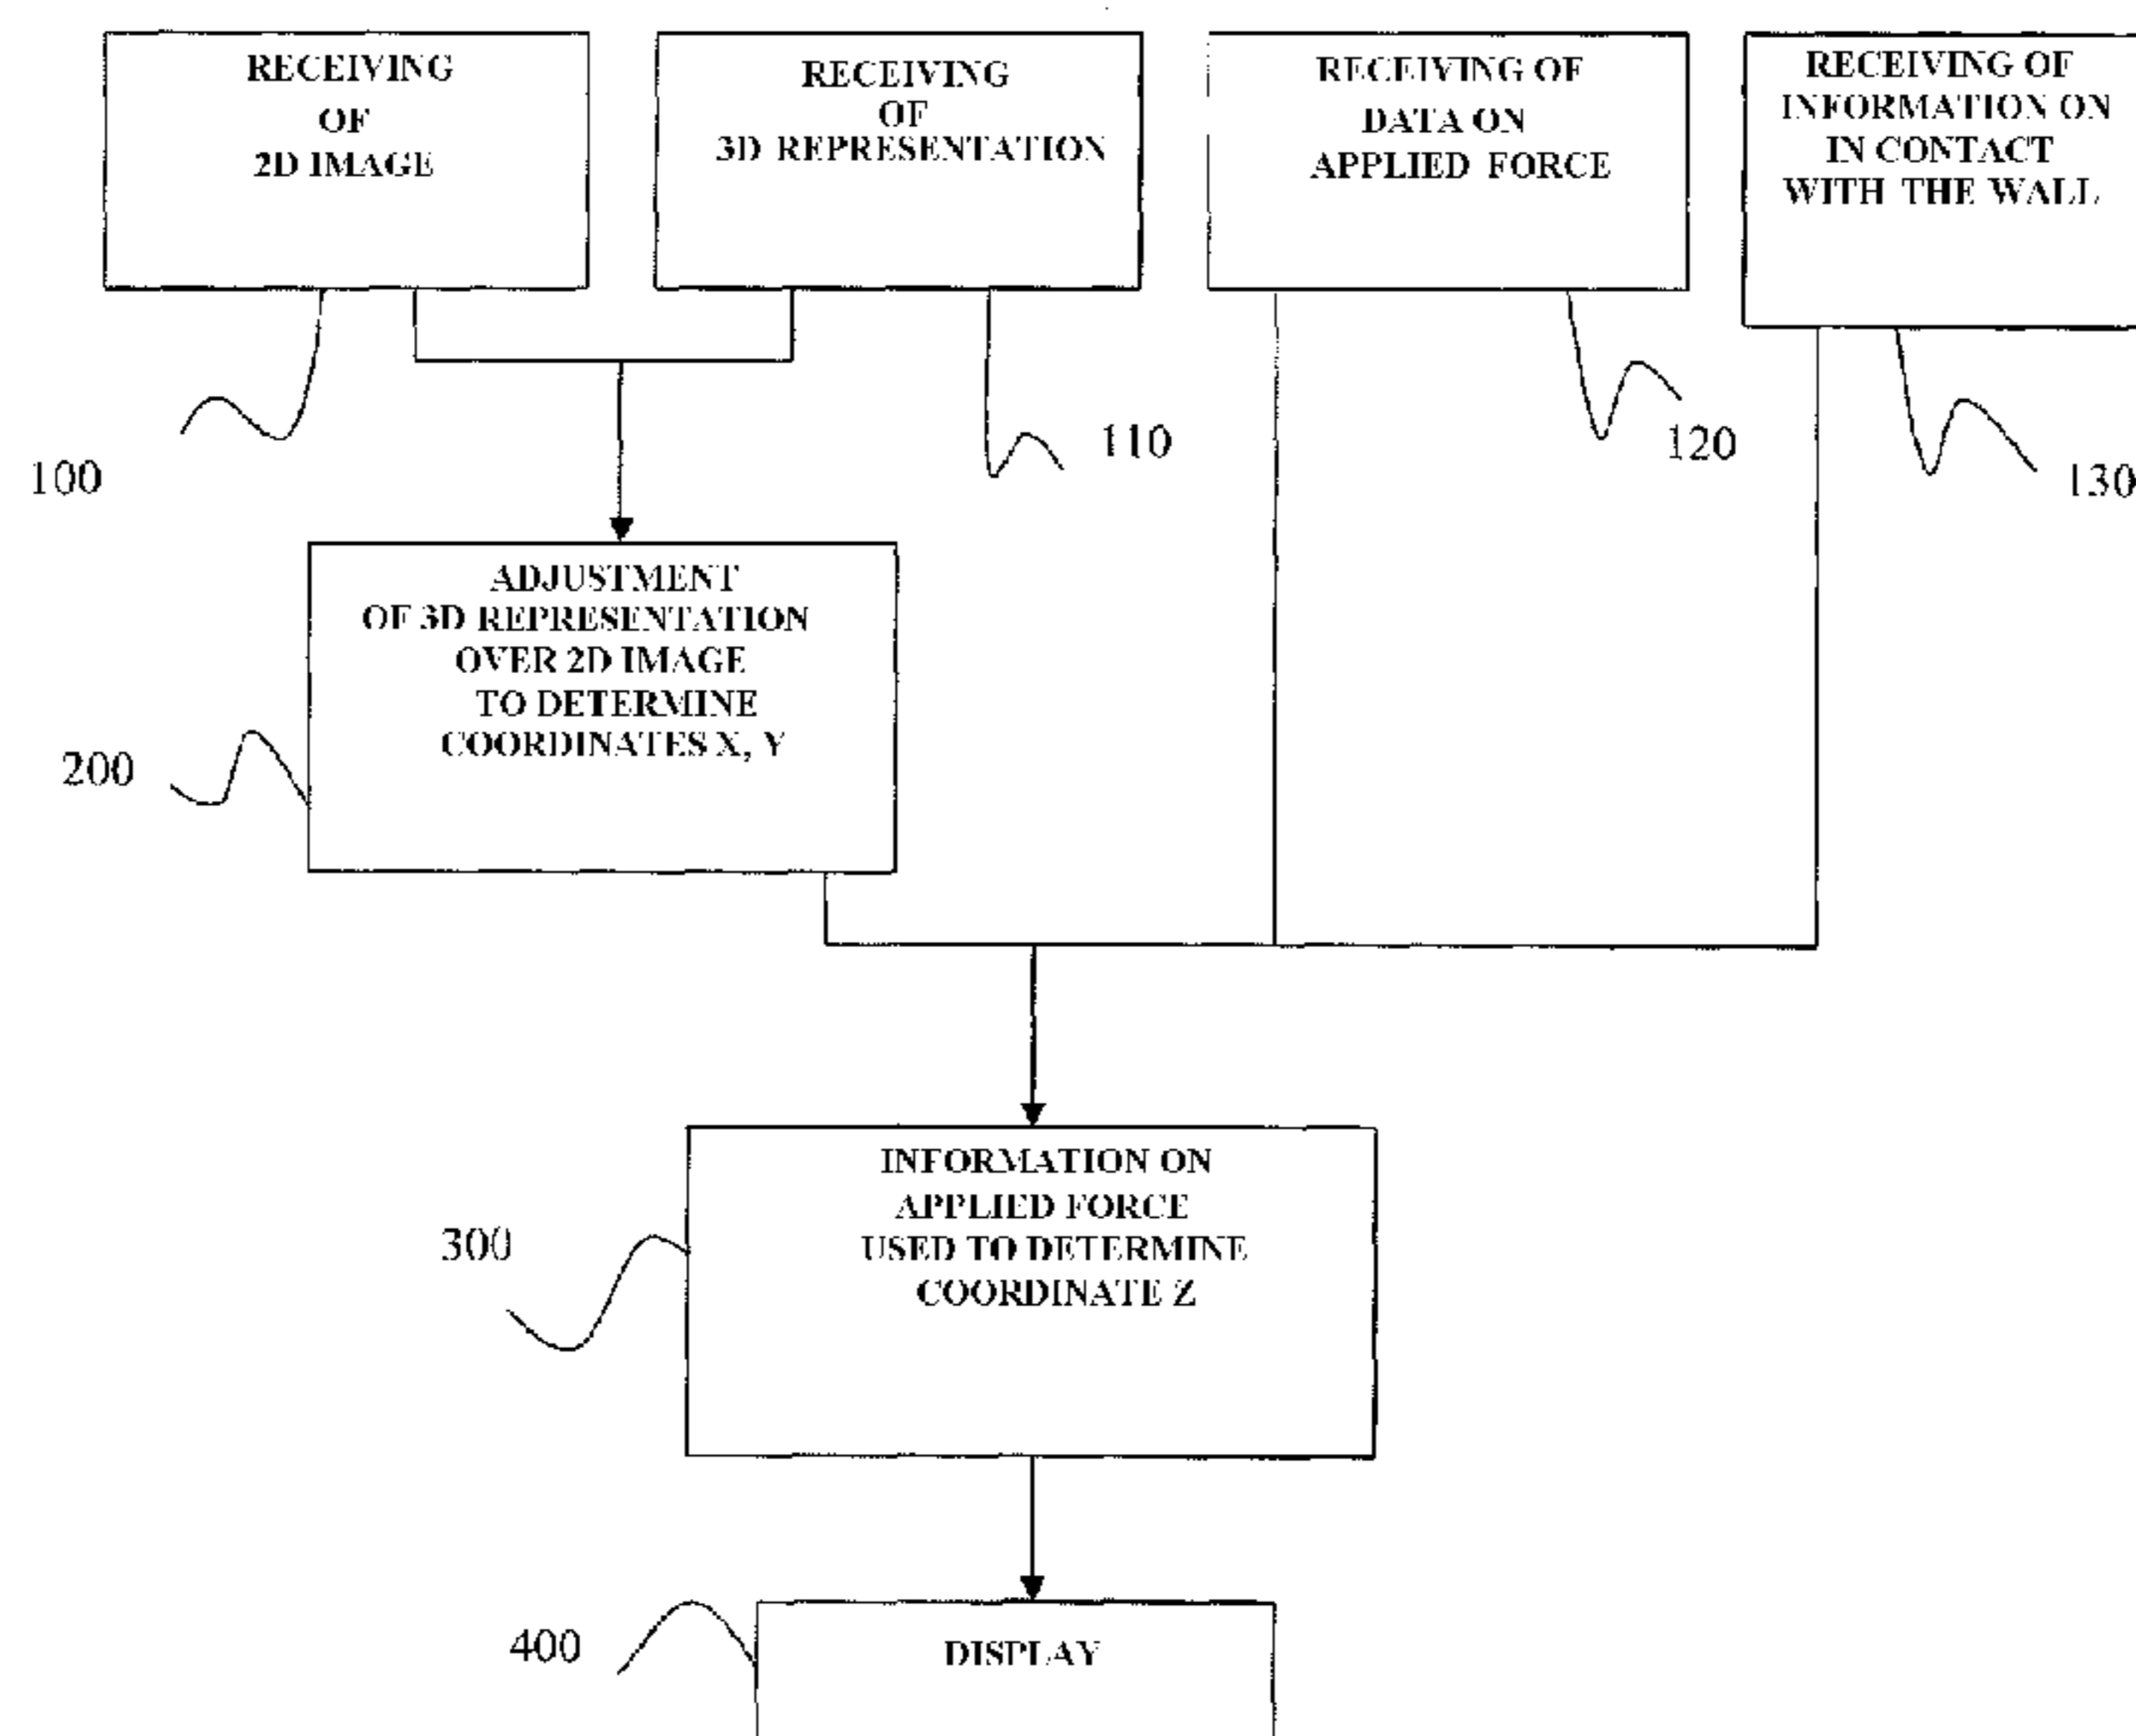 RECEIVING
OF
2D IMAGE
RECEIVING
OF
3D REPRESENTATION
RECEIVING OF
DATA ON
APPLIED FORCE
RECEIVING OF
INFORMATION ON
IN CONTACT
WITH THE WALL
100
110
120
130
ADJUSTMENT
OF 3D REPRESENTATION
OVER 2D IMAGE
TO DETERMINE
COORDINATES X, Y
200
INFORMATION ON
APPLIED FORCE
USED TO DETERMINE
COORDINATE Z
300
400
DISPLAY